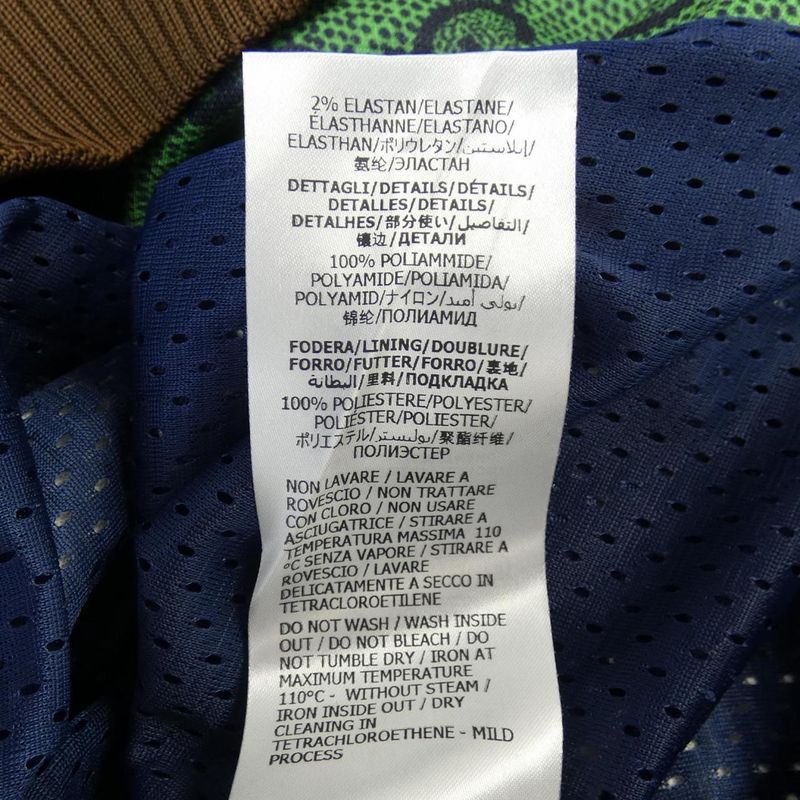 2% ELASTAN/ELASTANE/
ÉLASTHANNE/ELASTANO/
ELASTHAN/ポリウレタン/إيلاستين/
氨纶/ЭЛАСТАН
DETTAGLI/DETAILS/DÉTAILS/
DETALLES/DETAILS/
DETALHES/部分使い/التفاصيل/
镶边/ДЕТАЛИ
100% POLIAMMIDE/
POLYAMIDE/POLIAMIDA/
POLYAMID/ナイロン/بولي أميد/
锦纶/ПОЛИАМИД
FODERA/LINING/DOUBLURE/
FORRO/FUTTER/FORRO/裏地/
البطانة/里料/ПОДКЛАДКА
100% POLIESTERE/POLYESTER/
POLIÉSTER/POLYESTER/
ポリエステル/بوليستر/聚酯纤维/
ПОЛИЭСТЕР
NON LAVARE / LAVARE A
ROVESCIO / NON TRATTARE
CON CLORO / NON USARE
ASCIUGATRICE / STIRARE A
TEMPERATURA MASSIMA 110
°C SENZA VAPORE / STIRARE A
ROVESCIO / LAVARE
DELICATAMENTE A SECCO IN
TETRACLOROETILENE
DO NOT WASH / WASH INSIDE
OUT / DO NOT BLEACH / DO
NOT TUMBLE DRY / IRON AT
MAXIMUM TEMPERATURE
110°C - WITHOUT STEAM /
IRON INSIDE OUT / DRY
CLEANING IN
TETRACHLOROETHENE - MILD
PROCESS